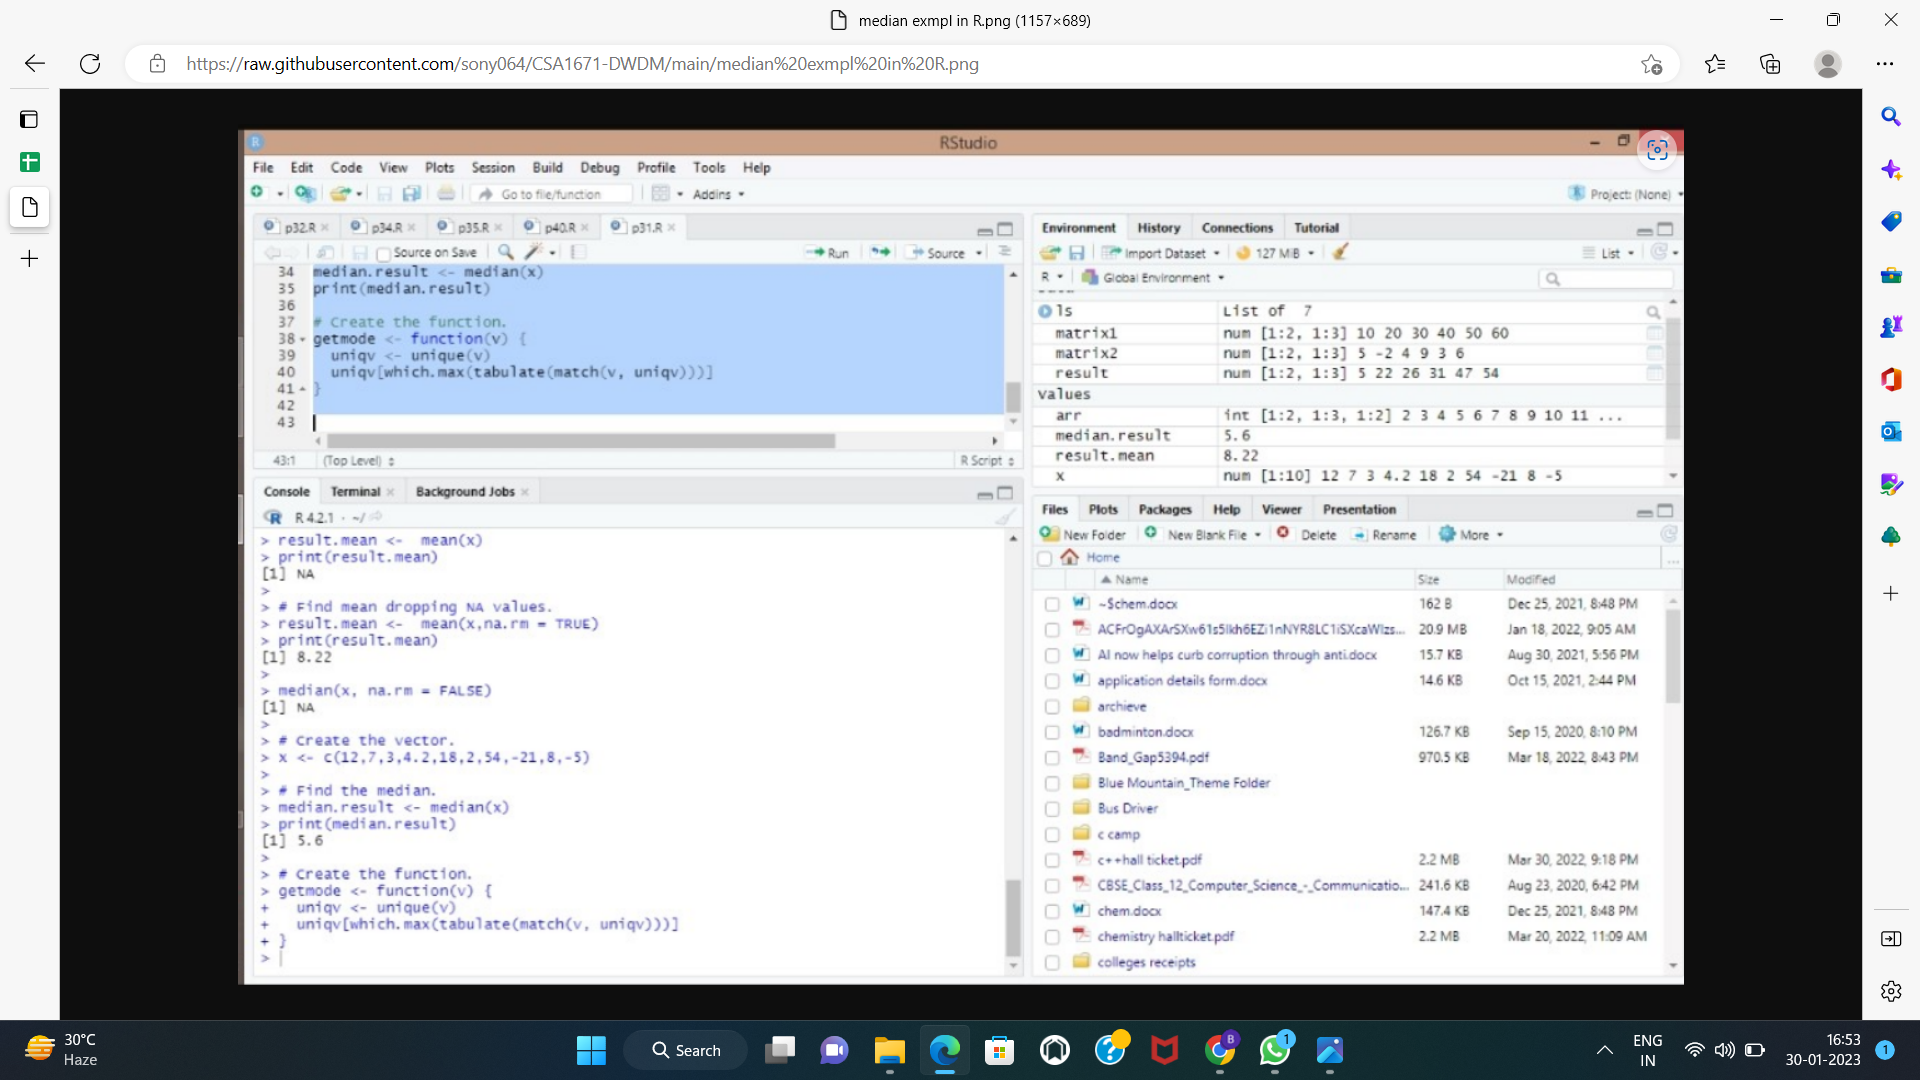 median exmpl in R.png (1157×689)
https://raw.githubusercontent.com/sony064/CSA1671-DWDM/main/median%20exmpl%20in%20R.png
RStudio
File Edit Code View Plots Session Build Debug Profile Tools Help
Go to file/function Addins
Project: (None)
p32.R p34.R p35.R p40.R p31.R
Source on Save Run Source
34 median.result <- median(x)
35 print(median.result)
36
37 # Create the function.
38 getmode <- function(v) {
39 uniqv <- unique(v)
40 uniqv[which.max(tabulate(match(v, uniqv)))]
41 }
42
43
43:1 (Top Level) R Script
Console Terminal Background Jobs
R 4.2.1 · ~/
> result.mean <- mean(x)
> print(result.mean)
[1] NA
>
> # Find mean dropping NA values.
> result.mean <- mean(x,na.rm = TRUE)
> print(result.mean)
[1] 8.22
>
> median(x, na.rm = FALSE)
[1] NA
>
> # Create the vector.
> x <- c(12,7,3,4.2,18,2,54,-21,8,-5)
>
> # Find the median.
> median.result <- median(x)
> print(median.result)
[1] 5.6
>
> # Create the function.
> getmode <- function(v) {
+ uniqv <- unique(v)
+ uniqv[which.max(tabulate(match(v, uniqv)))]
+ }
>
Environment History Connections Tutorial
Import Dataset 127 MiB List
R Global Environment
ls List of 7
matrix1 num [1:2, 1:3] 10 20 30 40 50 60
matrix2 num [1:2, 1:3] 5 -2 4 9 3 6
result num [1:2, 1:3] 5 22 26 31 47 54
Values
arr int [1:2, 1:3, 1:2] 2 3 4 5 6 7 8 9 10 11 ...
median.result 5.6
result.mean 8.22
x num [1:10] 12 7 3 4.2 18 2 54 -21 8 -5
Files Plots Packages Help Viewer Presentation
New Folder New Blank File Delete Rename More
Home ...
Name Size Modified
~$chem.docx 162 B Dec 25, 2021, 8:48 PM
20.9 MB Jan 18, 2022, 9:05 AM
AI now helps curb corruption through anti.docx 15.7 KB Aug 30, 2021, 5:56 PM
application details form.docx 14.6 KB Oct 15, 2021, 2:44 PM
archieve
badminton.docx 126.7 KB Sep 15, 2020, 8:10 PM
Band_Gap5394.pdf 970.5 KB Mar 18, 2022, 8:43 PM
Blue Mountain_Theme Folder
Bus Driver
c camp
c++hall ticket.pdf 2.2 MB Mar 30, 2022, 9:18 PM
CBSE_Class_12_Computer_Science_-_Communicatio... 241.6 KB Aug 23, 2020, 6:42 PM
chem.docx 147.4 KB Dec 25, 2021, 8:48 PM
chemistry hallticket.pdf 2.2 MB Mar 20, 2022, 11:09 AM
colleges receipts
30°C
Haze
Search
B
1
ENG
IN
16:53
30-01-2023
1